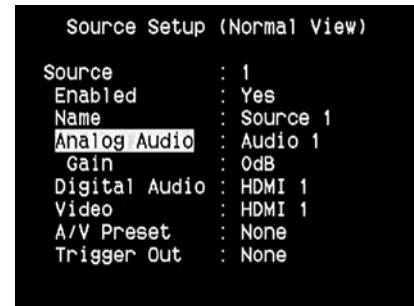 Source Setup (Normal View)
Source : 1
Enabled : Yes
Name : Source 1
Analog Audio : Audio 1
Gain : 0dB
Digital Audio : HDMI 1
Video : HDMI 1
A/V Preset : None
Trigger Out : None